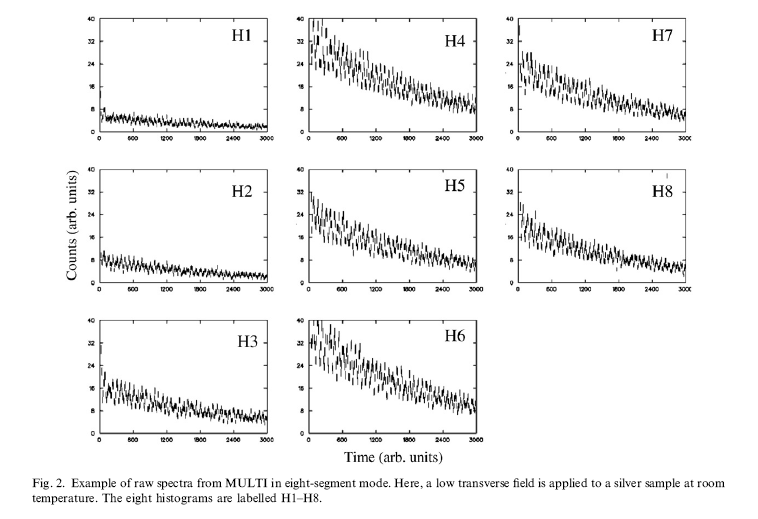 40
32
24
16
8
0
H1
0 600 1200 1800 2400 3000
40
32
24
16
8
0
H4
0 600 1200 1800 2400 3000
40
32
24
16
8
0
H7
0 600 1200 1800 2400 3000
Counts (arb. units)
40
32
24
16
8
0
H2
0 600 1200 1800 2400 3000
40
32
24
16
8
0
H5
0 600 1200 1800 2400 3000
40
32
24
16
8
0
H8
0 600 1200 1800 2400 3000
40
32
24
16
8
0
H3
0 600 1200 1800 2400 3000
40
32
24
16
8
0
H6
0 600 1200 1800 2400 3000
Time (arb. units)
Fig. 2. Example of raw spectra from MULTI in eight-segment mode. Here, a low transverse field is applied to a silver sample at room
temperature. The eight histograms are labelled H1–H8.